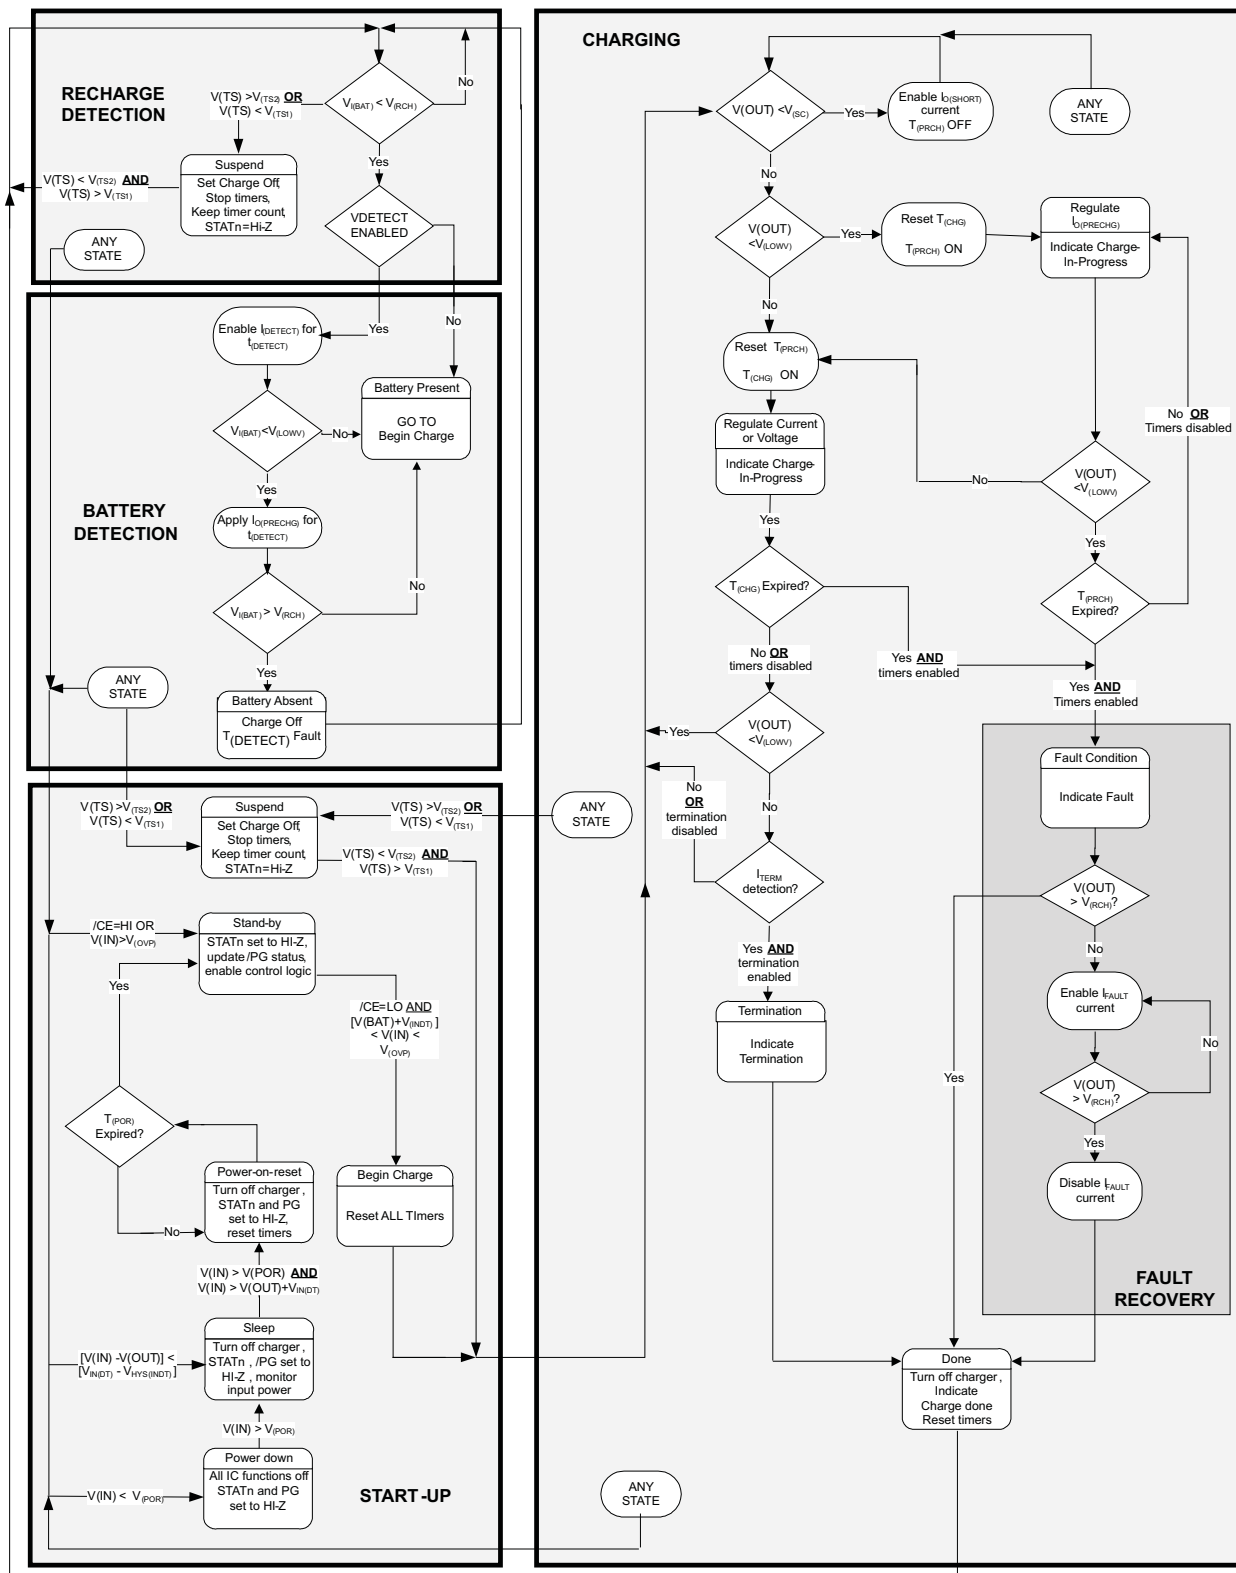 RECHARGE
DETECTION
V(TS) >V(TS2) OR
V(TS) < V(TS1)
VI(BAT) < V(RCH)
No
Yes
Suspend
Set Charge Off,
Stop timers,
Keep timer count,
STATn=Hi-Z
V(TS) < V(TS2) AND
V(TS) > V(TS1)
VDETECT
ENABLED
ANY
STATE
No
Yes
Enable I(DETECT) for
t(DETECT)
Battery Present
GO TO
Begin Charge
VI(BAT)<V(LOWV)
No
Yes
BATTERY
DETECTION
Apply IO(PRECHG) for
t(DETECT)
No
VI(BAT) > V(RCH)
Yes
ANY
STATE
Battery Absent
Charge Off
T(DETECT) Fault
V(TS) >V(TS2) OR
V(TS) < V(TS1)
Suspend
Set Charge Off,
Stop timers,
Keep timer count,
STATn=Hi-Z
V(TS) >V(TS2) OR
V(TS) < V(TS1)
ANY
STATE
V(TS) < V(TS2) AND
V(TS) > V(TS1)
/CE=HI OR
V(IN)>V(OVP)
Stand-by
STATn set to HI-Z,
update /PG status,
enable control logic
Yes
/CE=LO AND
[V(BAT)+V(INDT) ]
< V(IN) <
V(OVP)
T(POR)
Expired?
Power-on-reset
Turn off charger ,
STATn and PG
set to HI-Z,
reset timers
No
Begin Charge
Reset ALL TImers
V(IN) > V(POR) AND
V(IN) > V(OUT)+VIN(DT)
Sleep
Turn off charger ,
STATn , /PG set to
HI-Z , monitor
input power
[V(IN) -V(OUT)] <
[VIN(DT) - VHYS(INDT) ]
V(IN) > V(POR)
Power down
All IC functions off
STATn and PG
set to HI-Z
V(IN) < V(POR)
START-UP
CHARGING
V(OUT) <V(SC)
Yes
Enable IO(SHORT)
current
T(PRCH) OFF
ANY
STATE
No
V(OUT)
<V(LOWV)
Yes
Reset T(CHG)
T(PRCH) ON
Regulate
IO(PRECHG)
Indicate Charge-
In-Progress
No
Reset T(PRCH)
T(CHG) ON
Regulate Current
or Voltage
Indicate Charge-
In-Progress
No OR
Timers disabled
V(OUT)
<V(LOWV)
No
Yes
Yes
T(CHG) Expired?
T(PRCH)
Expired?
No OR
timers disabled
Yes AND
timers enabled
Yes AND
Timers enabled
V(OUT)
<V(LOWV)
Yes
No
OR
termination
disabled
No
ITERM
detection?
Yes AND
termination
enabled
Termination
Indicate
Termination
Fault Condition
Indicate Fault
V(OUT)
> V(RCH)?
No
Enable IFAULT
current
No
V(OUT)
> V(RCH)?
Yes
Yes
Disable IFAULT
current
FAULT
RECOVERY
Done
Turn off charger ,
Indicate
Charge done
Reset timers
ANY
STATE